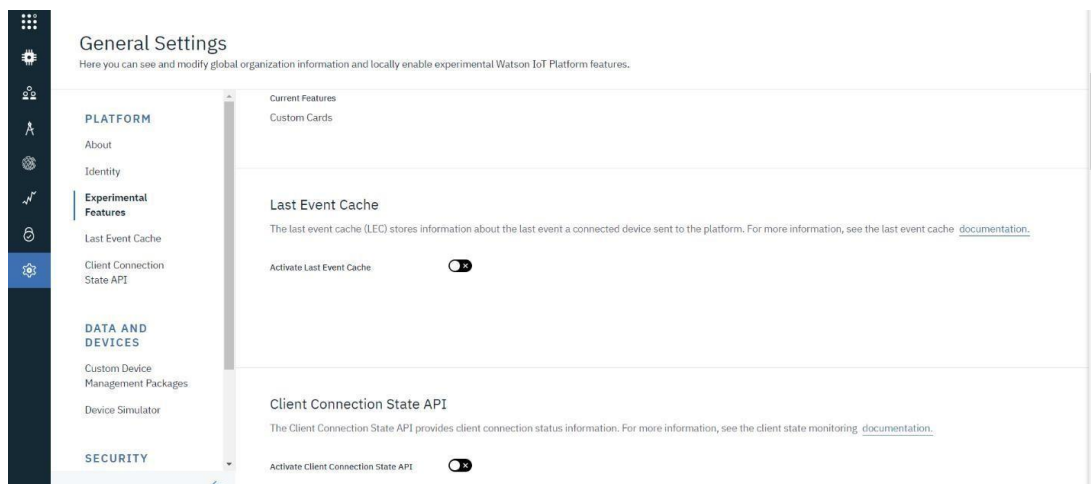 General Settings
Here you can see and modify global organization information and locally enable experimental Watson IoT Platform features.
PLATFORM
About
Identity
Experimental
Features
Last Event Cache
Client Connection
State API
DATA AND
DEVICES
Custom Device
Management Packages
Device Simulator
SECURITY
Current Features
Custom Cards
Last Event Cache
The last event cache (LEC) stores information about the last event a connected device sent to the platform. For more information, see the last event cache documentation.
Activate Last Event Cache
Client Connection State API
The Client Connection State API provides client connection status information. For more information, see the client state monitoring documentation.
Activate Client Connection State API